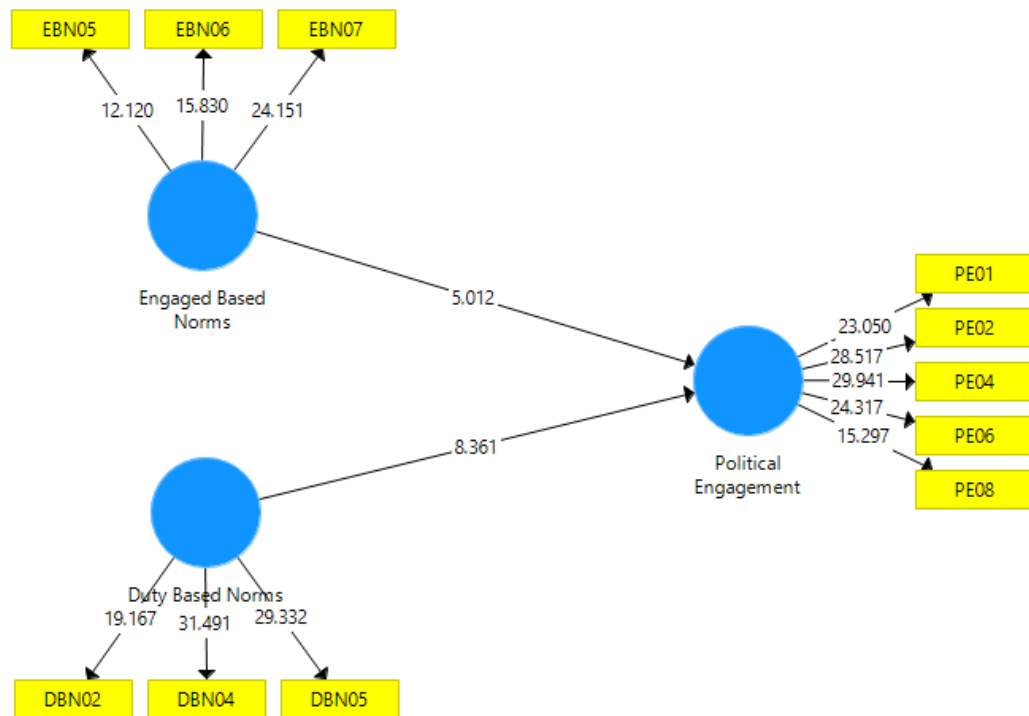 EBN05
EBN06
EBN07
12.120
15.830
24.151
Engaged Based
Norms
5.012
PE01
23.050
PE02
28.517
PE04
29.941
PE06
24.317
PE08
15.297
Political
Engagement
8.361
Duty Based Norms
19.167
31.491
29.332
DBN02
DBN04
DBN05